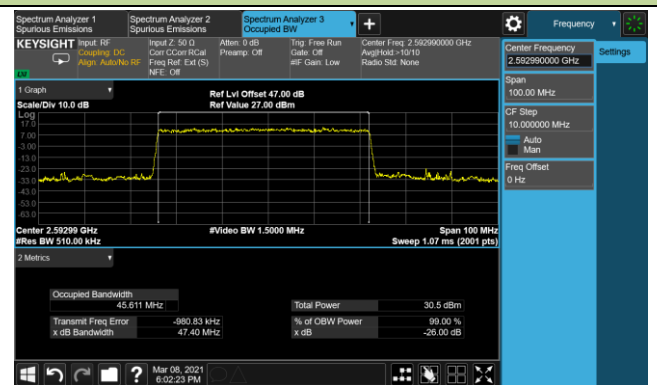 Spectrum Analyzer 1
Spurious Emissions
Spectrum Analyzer 2
Spurious Emissions
Spectrum Analyzer 3
Occupied BW
Frequency
KEYSIGHT
Input: RF
Coupling: DC
Align: Auto/No RF
Input Z: 50 Ω
Corr CCorr RCal
Freq Ref: Ext (S)
NFE: Off
Atten: 0 dB
Preamp: Off
Trig: Free Run
Gate: Off
#IF Gain: Low
Center Freq: 2.592990000 GHz
Avg|Hold:>10/10
Radio Std: None
LXI
1 Graph
Scale/Div 10.0 dB
Ref Lvl Offset 47.00 dB
Ref Value 27.00 dBm
Log
17.0
7.00
-3.00
-13.0
-23.0
-33.0
-43.0
-53.0
-63.0
Center 2.59299 GHz
#Res BW 510.00 kHz
#Video BW 1.5000 MHz
Span 100 MHz
Sweep 1.07 ms (2001 pts)
2 Metrics
Occupied Bandwidth
45.611 MHz
Total Power
30.5 dBm
Transmit Freq Error
-980.83 kHz
% of OBW Power
99.00 %
x dB Bandwidth
47.40 MHz
x dB
-26.00 dB
Center Frequency
2.592990000 GHz
Settings
Span
100.00 MHz
CF Step
10.000000 MHz
Auto
Man
Freq Offset
0 Hz
Mar 08, 2021
6:02:23 PM